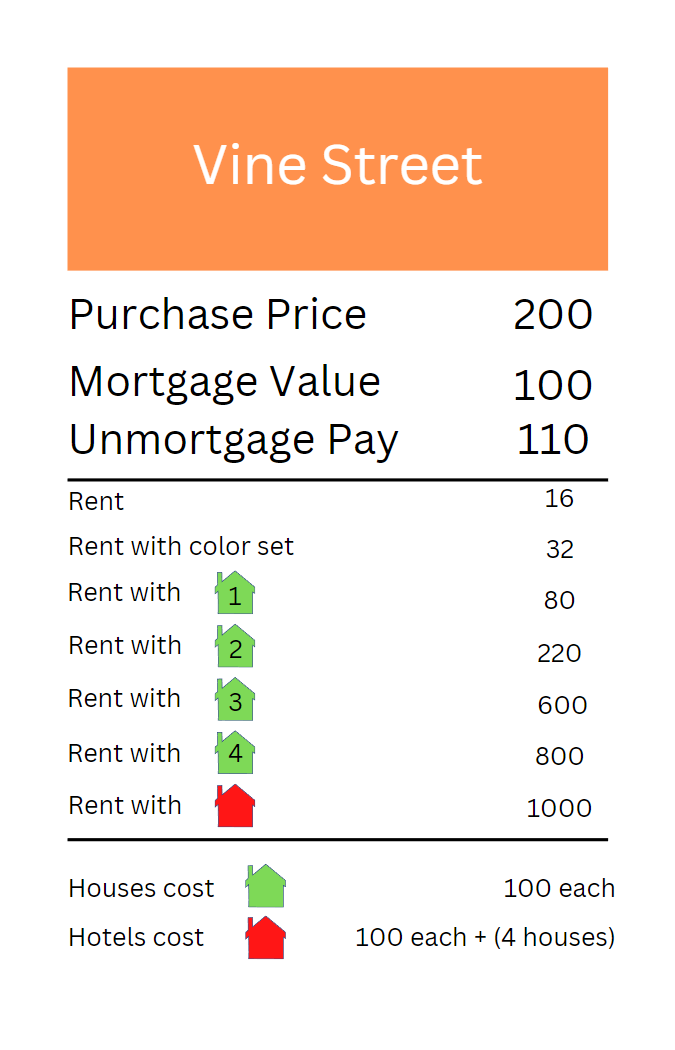 Vine Street
Purchase Price 200
Mortgage Value 100
Unmortgage Pay 110
Rent 16
Rent with color set 32
Rent with 1 80
Rent with 2 220
Rent with 3 600
Rent with 4 800
Rent with 1000
Houses cost 100 each
Hotels cost 100 each + (4 houses)